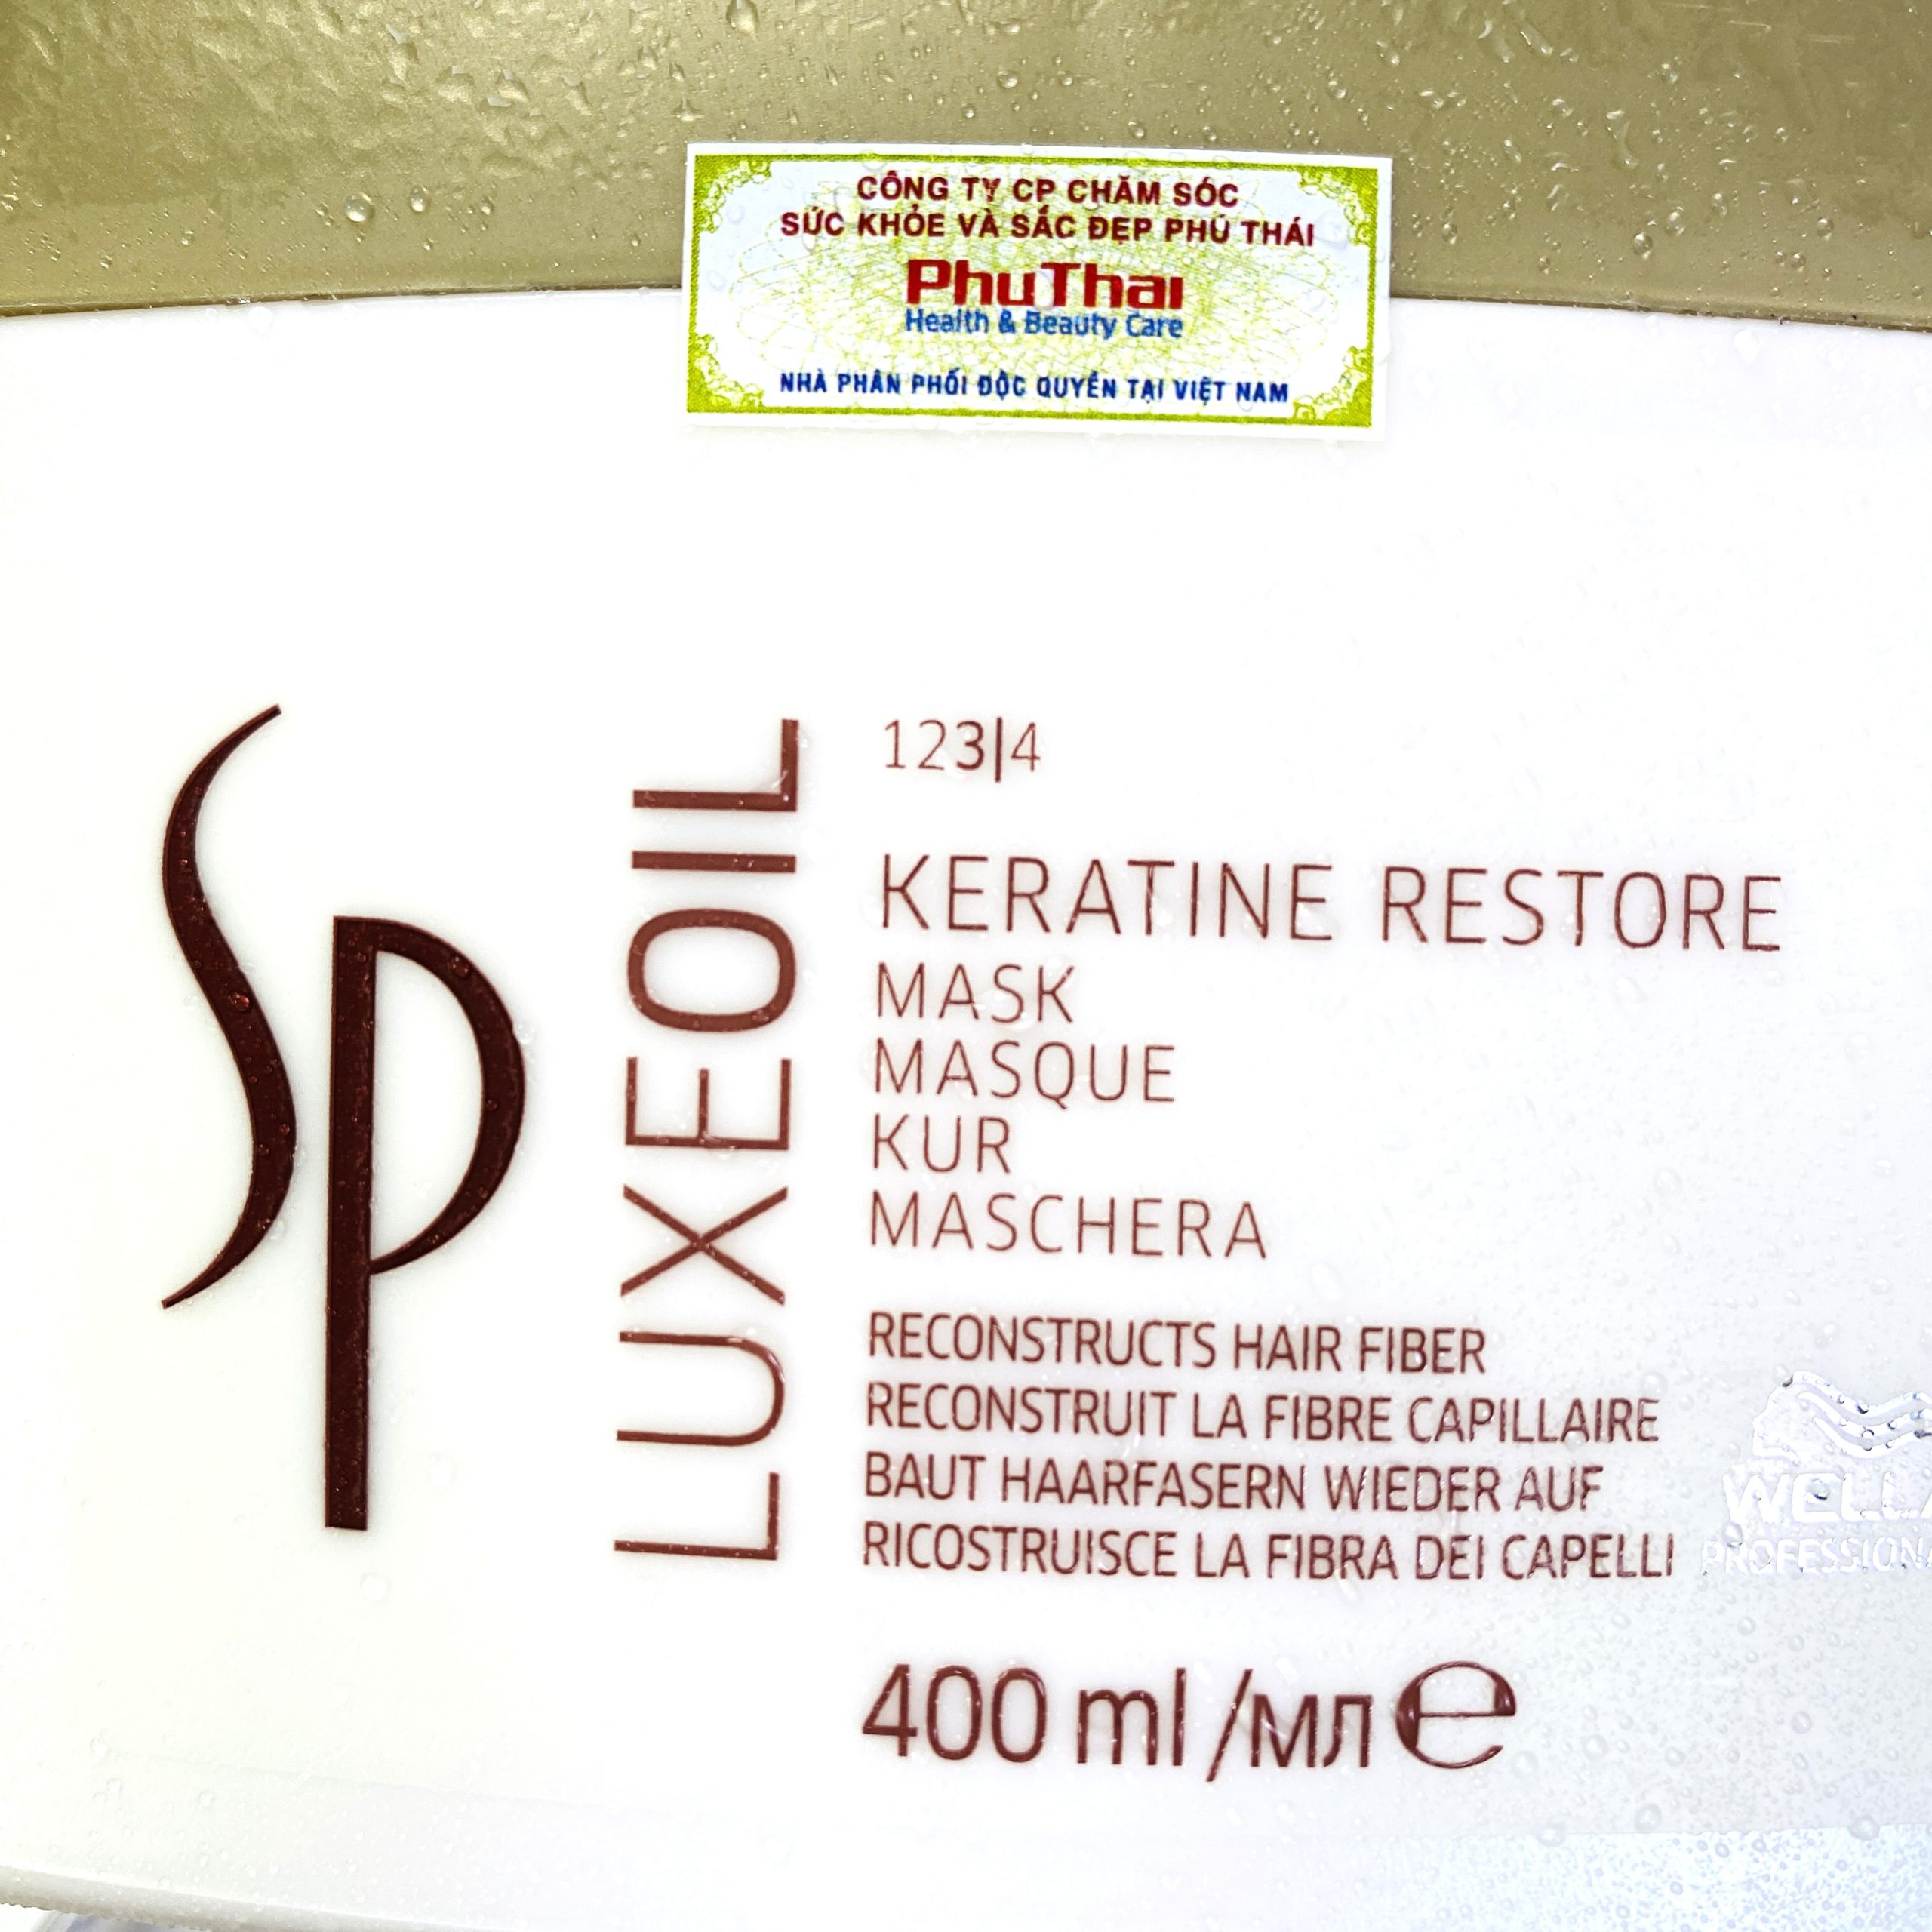 CÔNG TY CP CHĂM SÓC
SỨC KHỎE VÀ SẮC ĐẸP PHÚ THÁI
PhuThai
Health & Beauty Care
NHÀ PHÂN PHỐI ĐỘC QUYỀN TẠI VIỆT NAM
SP
LUXEOIL
123|4
KERATINE RESTORE
MASK
MASQUE
KUR
MASCHERA
RECONSTRUCTS HAIR FIBER
RECONSTRUIT LA FIBRE CAPILLAIRE
BAUT HAARFASERN WIEDER AUF
RICOSTRUISCE LA FIBRA DEI CAPELLI
400 ml /мл ℮